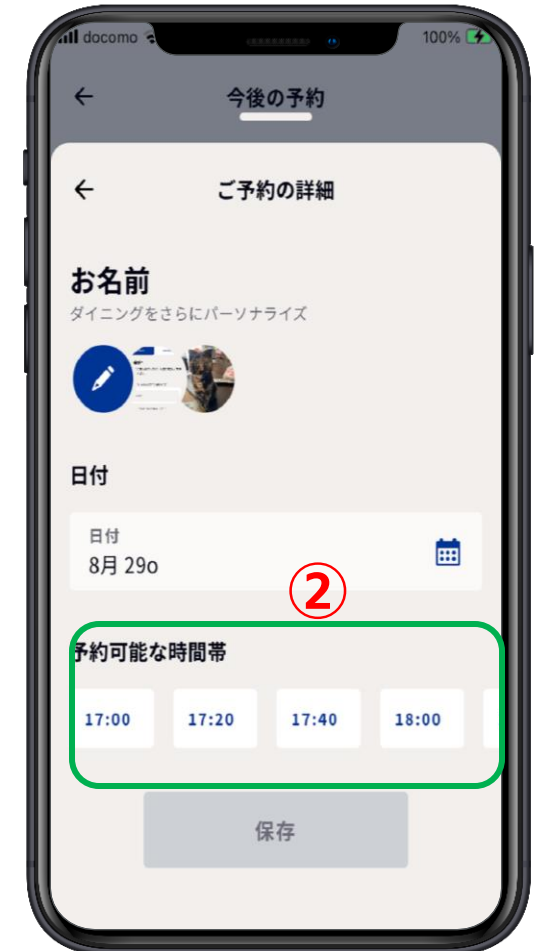 docomo
100%
今後の予約
ご予約の詳細
お名前
ダイニングをさらにパーソナライズ
日付
日付
8月 29o
②
予約可能な時間帯
17:00 17:20 17:40 18:00
保存